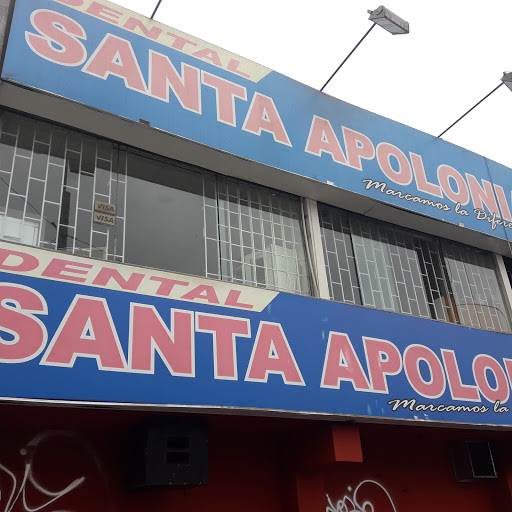 DENTAL
SANTA APOLONI
Marcamos la Difere
VISA
VISA
DENTAL
SANTA APOLO
Marcamos la